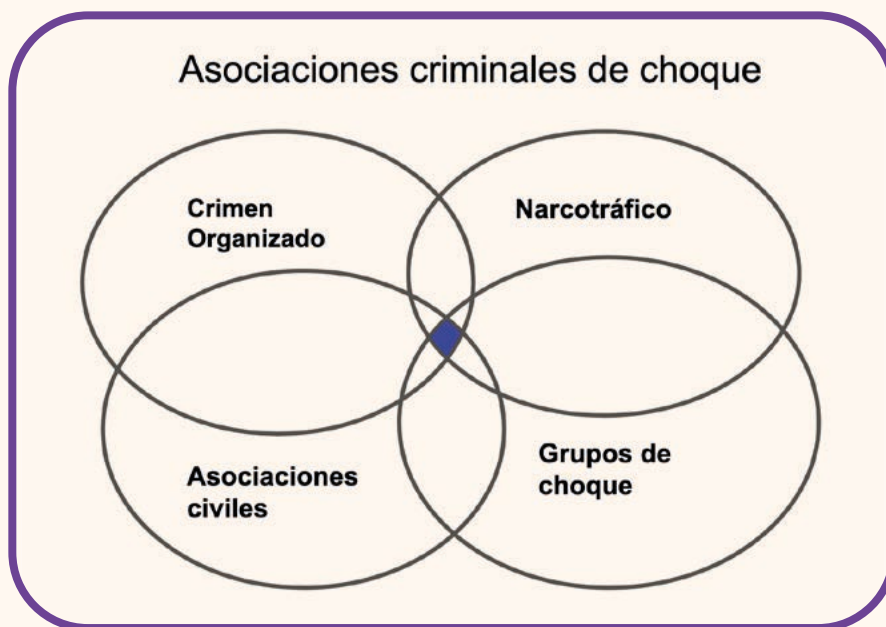 Asociaciones criminales de choque
Crimen
Organizado
Narcotráfico
Asociaciones
civiles
Grupos de
choque